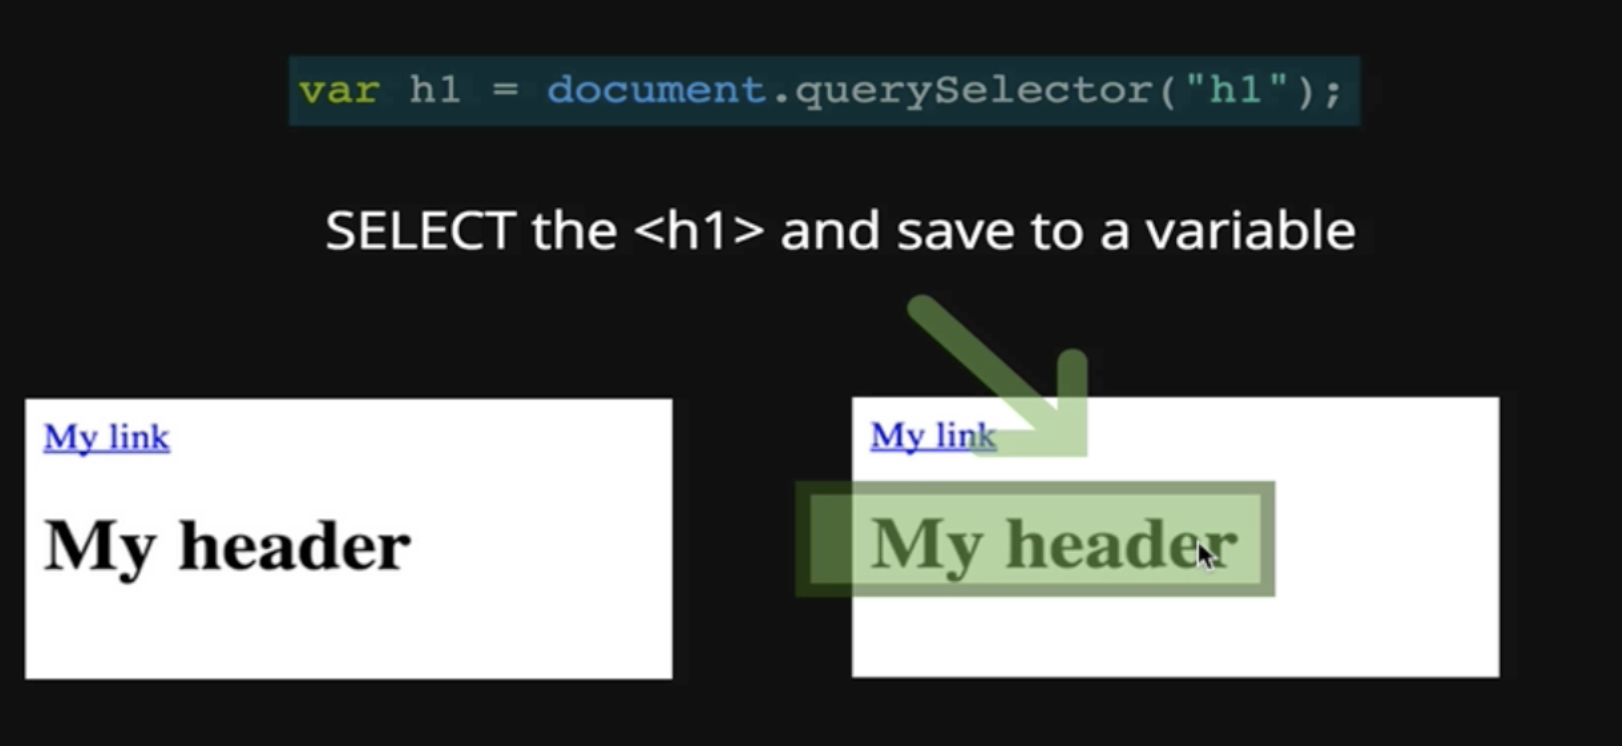 var h1 = document.querySelector("h1");
SELECT the <h1> and save to a variable
My link
My header
My link
My header